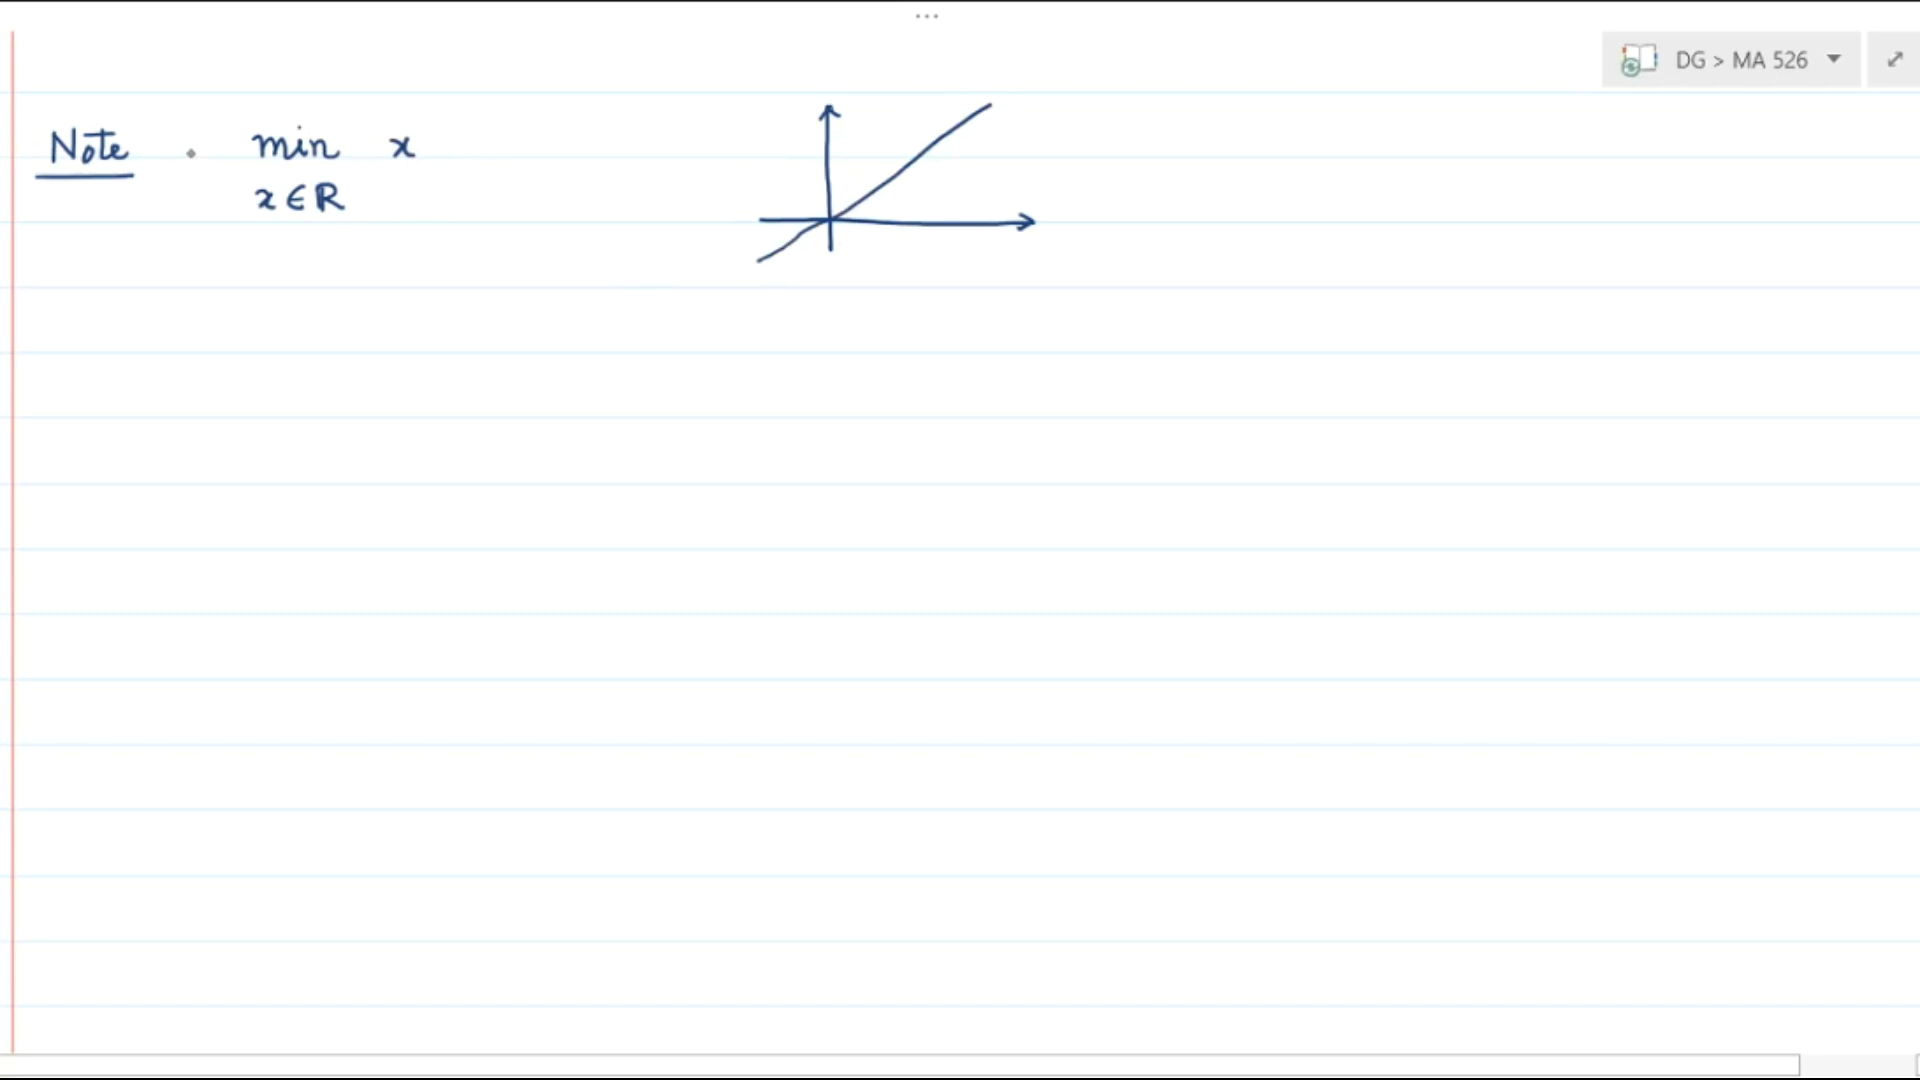 DG > MA 526
Note . min x
x ∈ ℝ